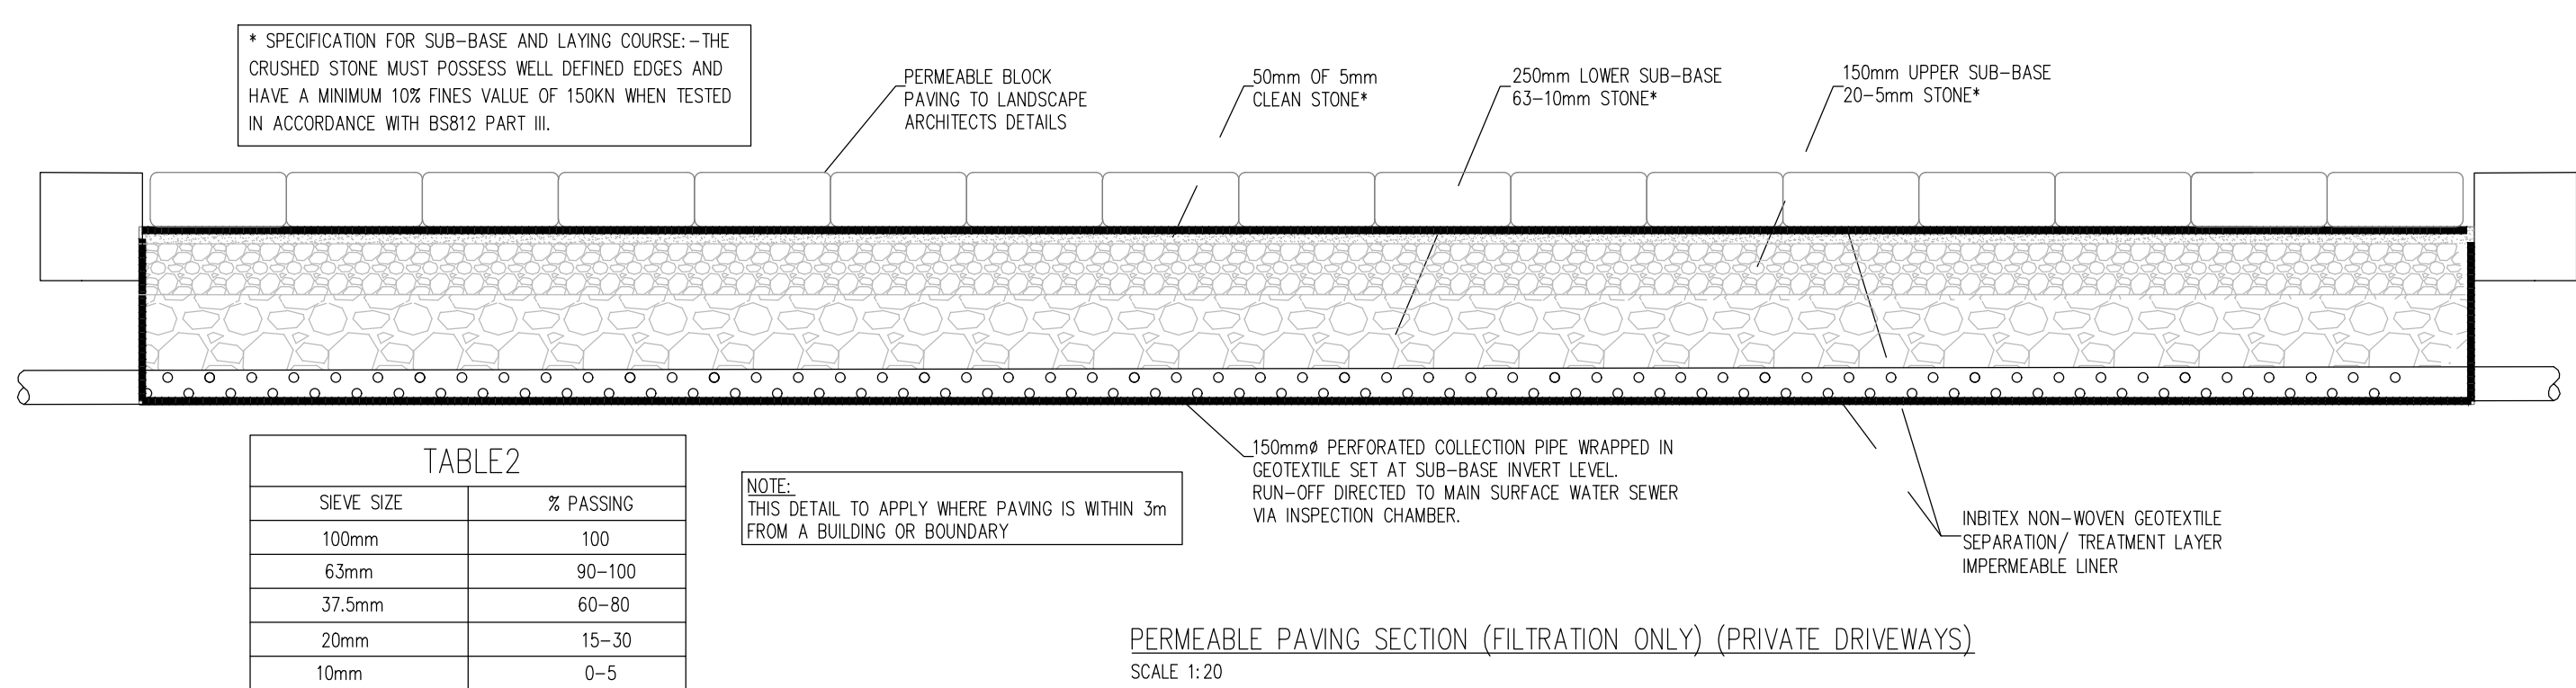 * SPECIFICATION FOR SUB-BASE AND LAYING COURSE:-THE
CRUSHED STONE MUST POSSESS WELL DEFINED EDGES AND
HAVE A MINIMUM 10% FINES VALUE OF 150KN WHEN TESTED
IN ACCORDANCE WITH BS812 PART III.
PERMEABLE BLOCK
PAVING TO LANDSCAPE
ARCHITECTS DETAILS
50mm OF 5mm
CLEAN STONE*
250mm LOWER SUB-BASE
63-10mm STONE*
150mm UPPER SUB-BASE
20-5mm STONE*
TABLE2
SIEVE SIZE % PASSING
100mm 100
63mm 90-100
37.5mm 60-80
20mm 15-30
10mm 0-5
NOTE:
THIS DETAIL TO APPLY WHERE PAVING IS WITHIN 3m
FROM A BUILDING OR BOUNDARY
150mmø PERFORATED COLLECTION PIPE WRAPPED IN
GEOTEXTILE SET AT SUB-BASE INVERT LEVEL.
RUN-OFF DIRECTED TO MAIN SURFACE WATER SEWER
VIA INSPECTION CHAMBER.
INBITEX NON-WOVEN GEOTEXTILE
SEPARATION/ TREATMENT LAYER
IMPERMEABLE LINER
PERMEABLE PAVING SECTION (FILTRATION ONLY) (PRIVATE DRIVEWAYS)
SCALE 1:20